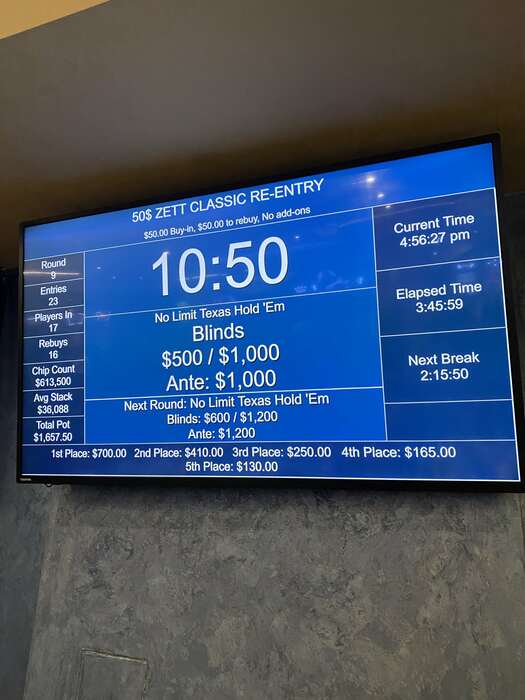 50$ ZETT CLASSIC RE-ENTRY
$50.00 Buy-in, $50.00 to rebuy, No add-ons
Round
9
Entries
23
Players In
17
Rebuys
16
Chip Count
$613,500
Avg Stack
$36,088
Total Pot
$1,657.50
10:50
No Limit Texas Hold 'Em
Blinds
$500 / $1,000
Ante: $1,000
Next Round: No Limit Texas Hold 'Em
Blinds: $600 / $1,200
Ante: $1,200
Current Time
4:56:27 pm
Elapsed Time
3:45:59
Next Break
2:15:50
1st Place: $700.00 2nd Place: $410.00 3rd Place: $250.00 4th Place: $165.00
5th Place: $130.00